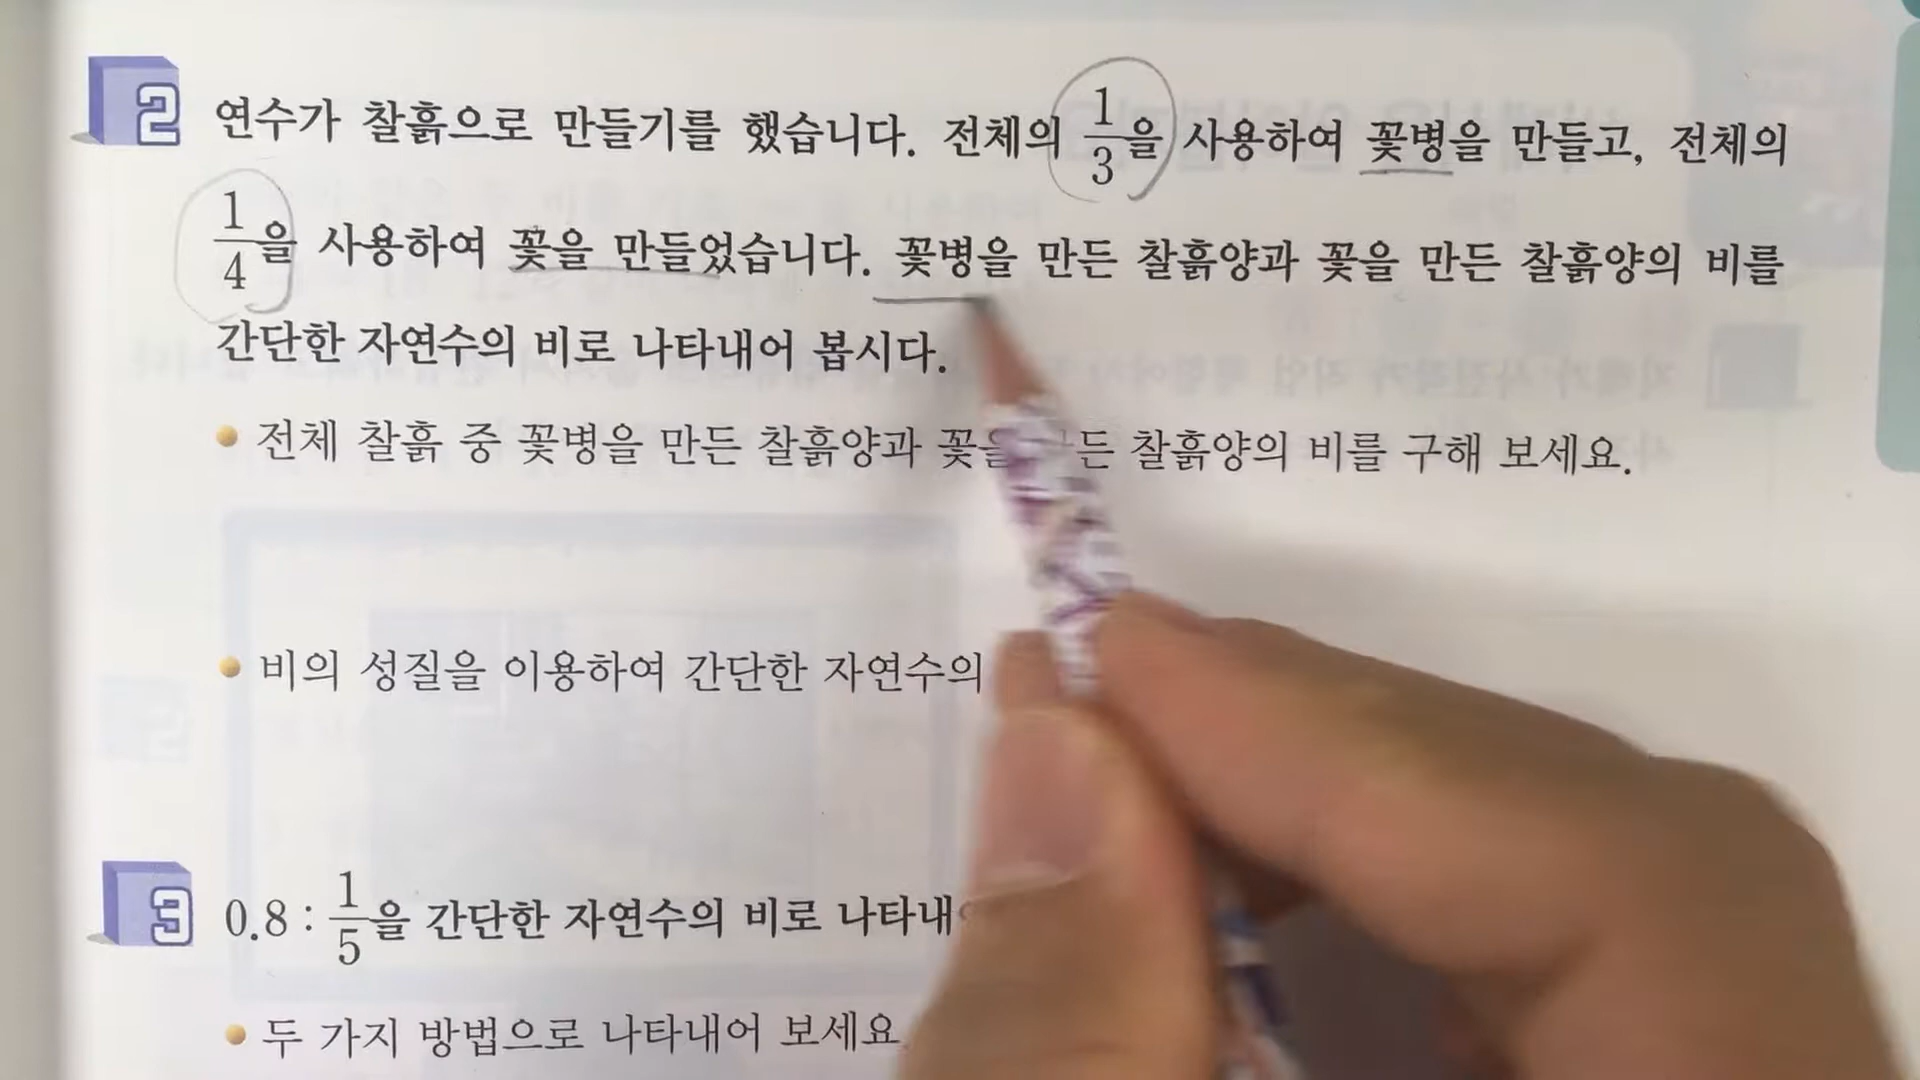 2 연수가 찰흙으로 만들기를 했습니다. 전체의 1/3을 사용하여 꽃병을 만들고, 전체의
1/4을 사용하여 꽃을 만들었습니다. 꽃병을 만든 찰흙양과 꽃을 만든 찰흙양의 비를
간단한 자연수의 비로 나타내어 봅시다.
전체 찰흙 중 꽃병을 만든 찰흙양과 든 찰흙양의 비를 구해 보세요.
비의 성질을 이용하여 간단한 자연수의
3 0.8 : 1/5을 간단한 자연수의 비로 나타내
두 가지 방법으로 나타내어 보세요